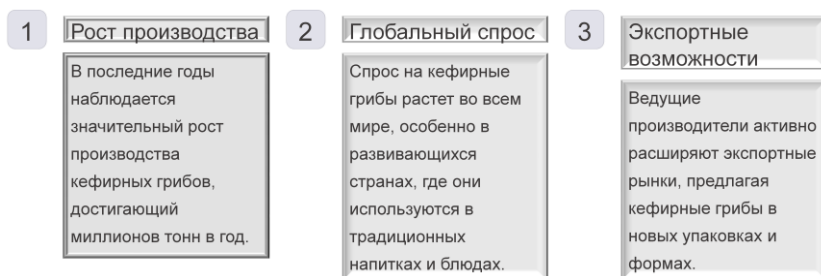 1
Рост производства
В последние годы
наблюдается
значительный рост
производства
кефирных грибов,
достигающий
миллионов тонн в год.
2
Глобальный спрос
Спрос на кефирные
грибы растет во всем
мире, особенно в
развивающихся
странах, где они
используются в
традиционных
напитках и блюдах.
3
Экспортные
возможности
Ведущие
производители активно
расширяют экспортные
рынки, предлагая
кефирные грибы в
новых упаковках и
формах.